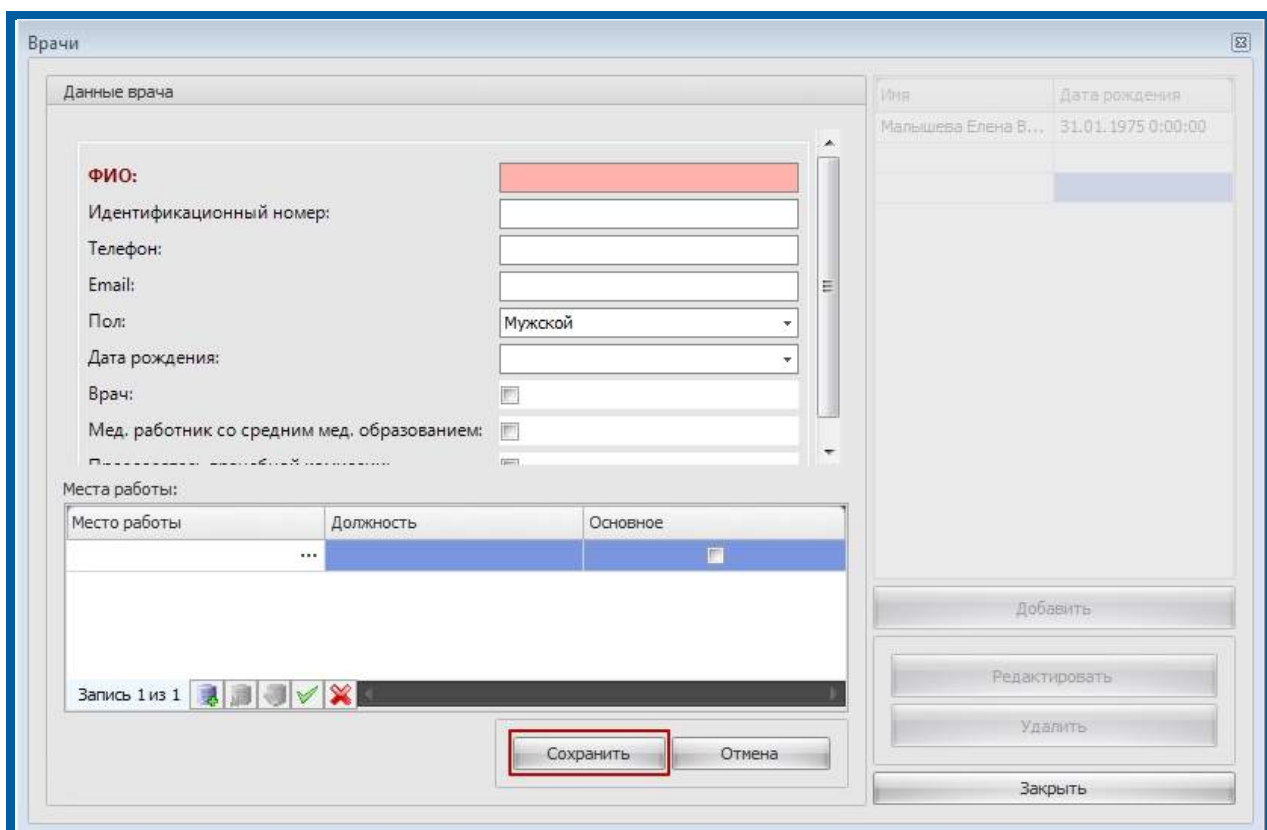 Врачи
Данные врача
ФИО:
Идентификационный номер:
Телефон:
Email:
Пол:
Мужской
Дата рождения:
Врач:
Мед. работник со средним мед. образованием:
Места работы:
Место работы Должность Основное
...
Запись 1 из 1
Сохранить Отмена
Имя Дата рождения
Малышева Елена В... 31.01.1975 0:00:00
Добавить
Редактировать
Удалить
Закрыть